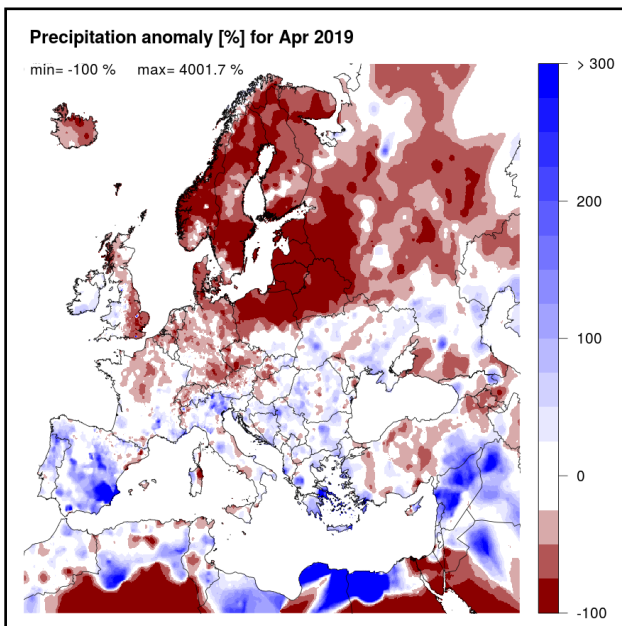 Precipitation anomaly [%] for Apr 2019
min= -100 %     max= 4001.7 %
> 300
200
100
0
-100